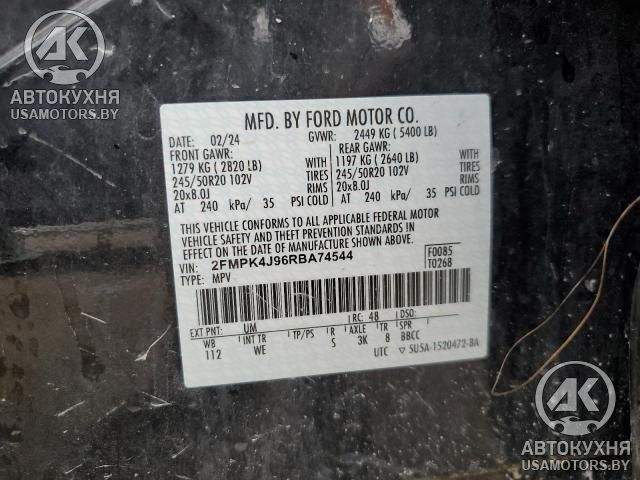 АК
АВТОКУХНЯ
USAMOTORS.BY
MFD. BY FORD MOTOR CO.
DATE: 02/24 GVWR: 2449 KG ( 5400 LB)
FRONT GAWR: REAR GAWR:
1279 KG ( 2820 LB) WITH 1197 KG ( 2640 LB) WITH
245/50R20 102V TIRES 245/50R20 102V TIRES
20x8.0J RIMS 20x8.0J RIMS
AT 240 kPa/ 35 PSI COLD AT 240 kPa/ 35 PSI COLD
THIS VEHICLE CONFORMS TO ALL APPLICABLE FEDERAL MOTOR
VEHICLE SAFETY AND THEFT PREVENTION STANDARDS IN
EFFECT ON THE DATE OF MANUFACTURE SHOWN ABOVE.
VIN: 2FMPK4J96RBA74544 F0085
TYPE: MPV T0268
EXT PNT: UM RC: 48 DSO:
WB INT TR TP/PS R AXLE TR SPR
112 WE S 3K 8 BBCC
UTC 5U5A-1520472-BA
АК
АВТОКУХНЯ
USAMOTORS.BY